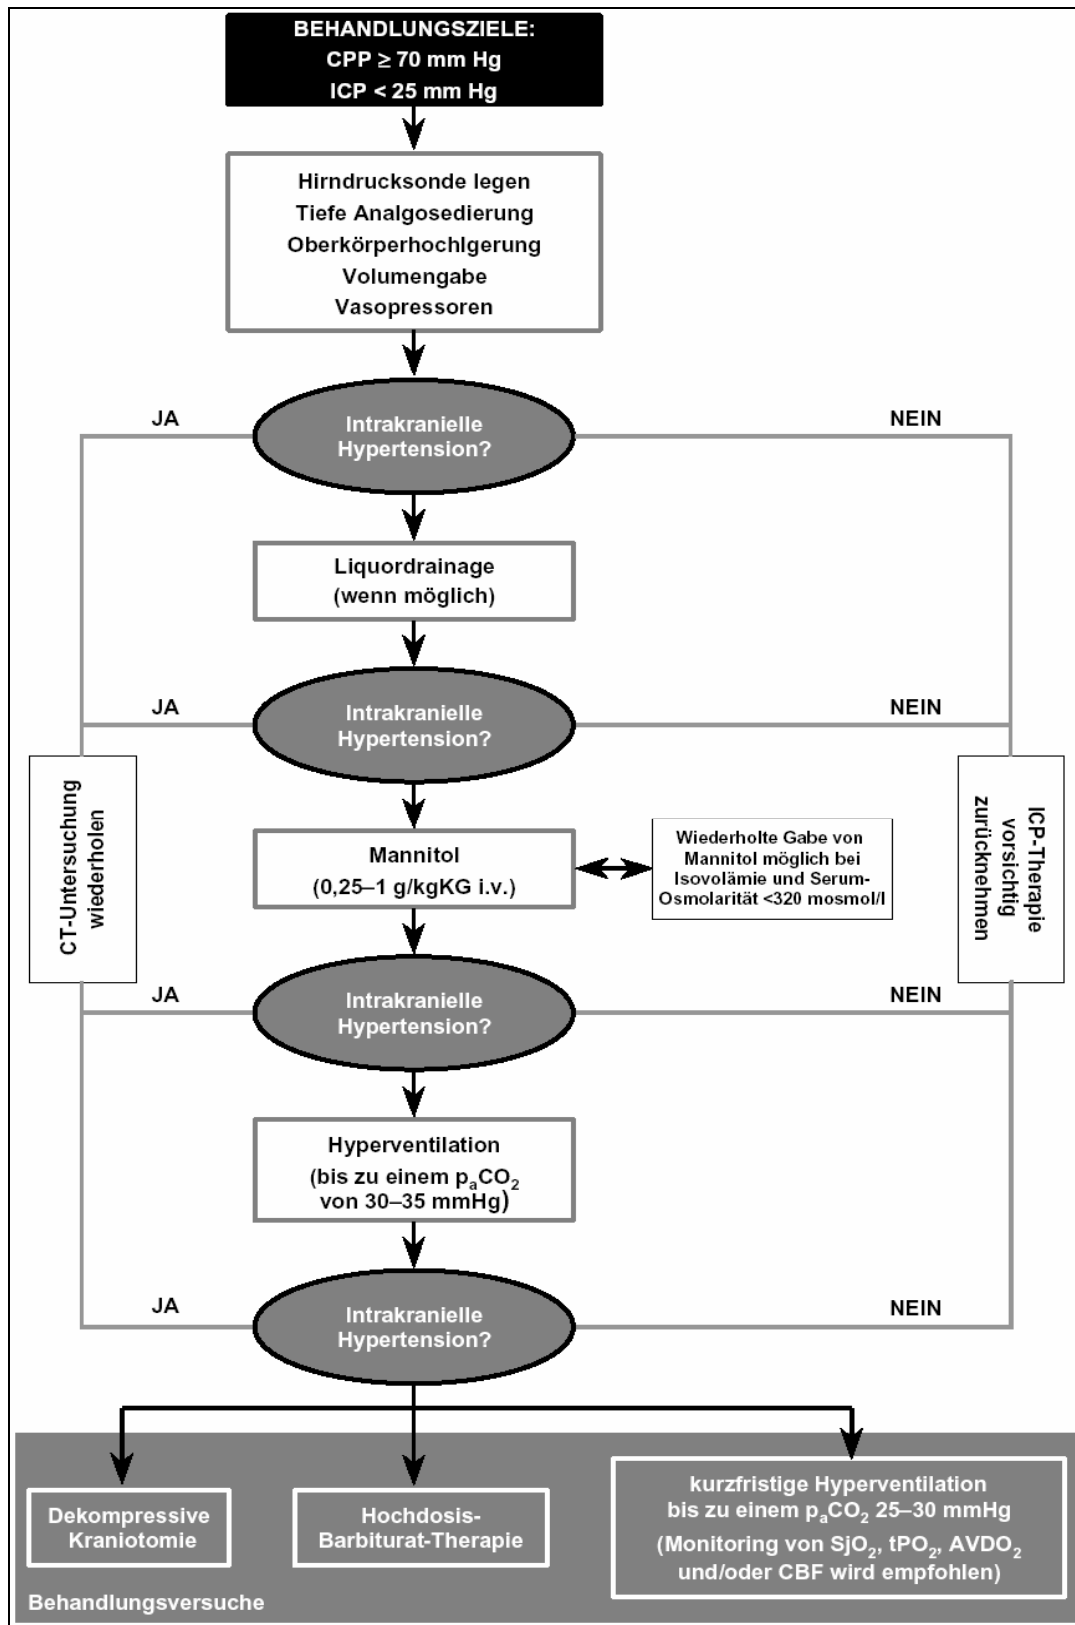 BEHANDLUNGSZIELE:
CPP ≥ 70 mm Hg
ICP < 25 mm Hg
Hirndrucksonde legen
Tiefe Analgosedierung
Oberkörperhochlgerung
Volumengabe
Vasopressoren
JA
Intrakranielle
Hypertension?
NEIN
Liquordrainage
(wenn möglich)
JA
Intrakranielle
Hypertension?
NEIN
CT-Untersuchung
wiederholen
Mannitol
(0,25–1 g/kgKG i.v.)
Wiederholte Gabe von
Mannitol möglich bei
Isovolämie und Serum-
Osmolarität <320 mosmol/l
ICP-Therapie
vorsichtig
zurücknehmen
JA
Intrakranielle
Hypertension?
NEIN
Hyperventilation
(bis zu einem pₐCO₂
von 30–35 mmHg)
JA
Intrakranielle
Hypertension?
NEIN
Dekompressive
Kraniotomie
Hochdosis-
Barbiturat-Therapie
kurzfristige Hyperventilation
bis zu einem pₐCO₂ 25–30 mmHg
(Monitoring von SjO₂, tPO₂, AVDO₂
und/oder CBF wird empfohlen)
Behandlungsversuche